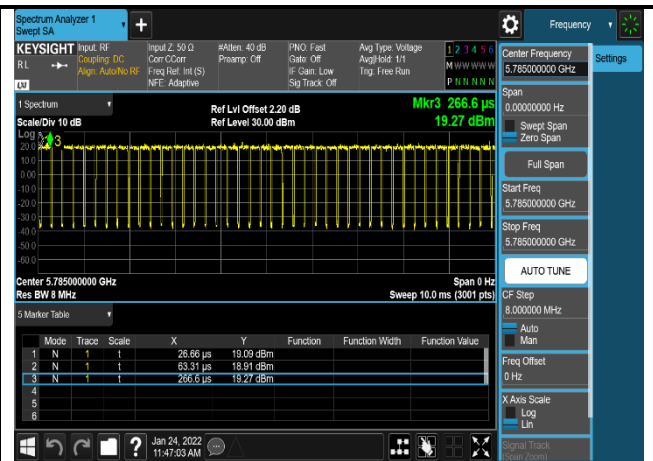 Spectrum Analyzer 1
Swept SA
Frequency
KEYSIGHT
RL
Input: RF
Coupling: DC
Align: Auto/No RF
Input Z: 50 Ω
Corr CCorr
Freq Ref: Int (S)
NFE: Adaptive
#Atten: 40 dB
Preamp: Off
PNO: Fast
Gate: Off
IF Gain: Low
Sig Track: Off
Avg Type: Voltage
Avg|Hold: 1/1
Trig: Free Run
1 2 3 4 5 6
M W W W W W
P N N N N N
1 Spectrum
Scale/Div 10 dB
Ref Lvl Offset 2.20 dB
Ref Level 30.00 dBm
Mkr3 266.6 µs
19.27 dBm
Log
20.0
10.0
0.00
-10.0
-20.0
-30.0
-40.0
-50.0
-60.0
3
Center 5.785000000 GHz
Res BW 8 MHz
Span 0 Hz
Sweep 10.0 ms (3001 pts)
5 Marker Table
Mode Trace Scale X Y Function Function Width Function Value
1 N 1 t 26.66 µs 19.09 dBm
2 N 1 t 63.31 µs 18.91 dBm
3 N 1 t 266.6 µs 19.27 dBm
4
5
6
Jan 24, 2022
11:47:03 AM
Settings
Center Frequency
5.785000000 GHz
Span
0.00000000 Hz
Swept Span
Zero Span
Full Span
Start Freq
5.785000000 GHz
Stop Freq
5.785000000 GHz
AUTO TUNE
CF Step
8.000000 MHz
Auto
Man
Freq Offset
0 Hz
X Axis Scale
Log
Lin
Signal Track
(Span Zoom)